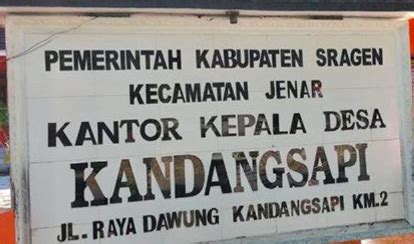 PEMERINTAH KABUPATEN SRAGEN
KECAMATAN JENAR
KANTOR KEPALA DESA
KANDANGSAPI
JL. RAYA DAWUNG KANDANGSAPI KM.2